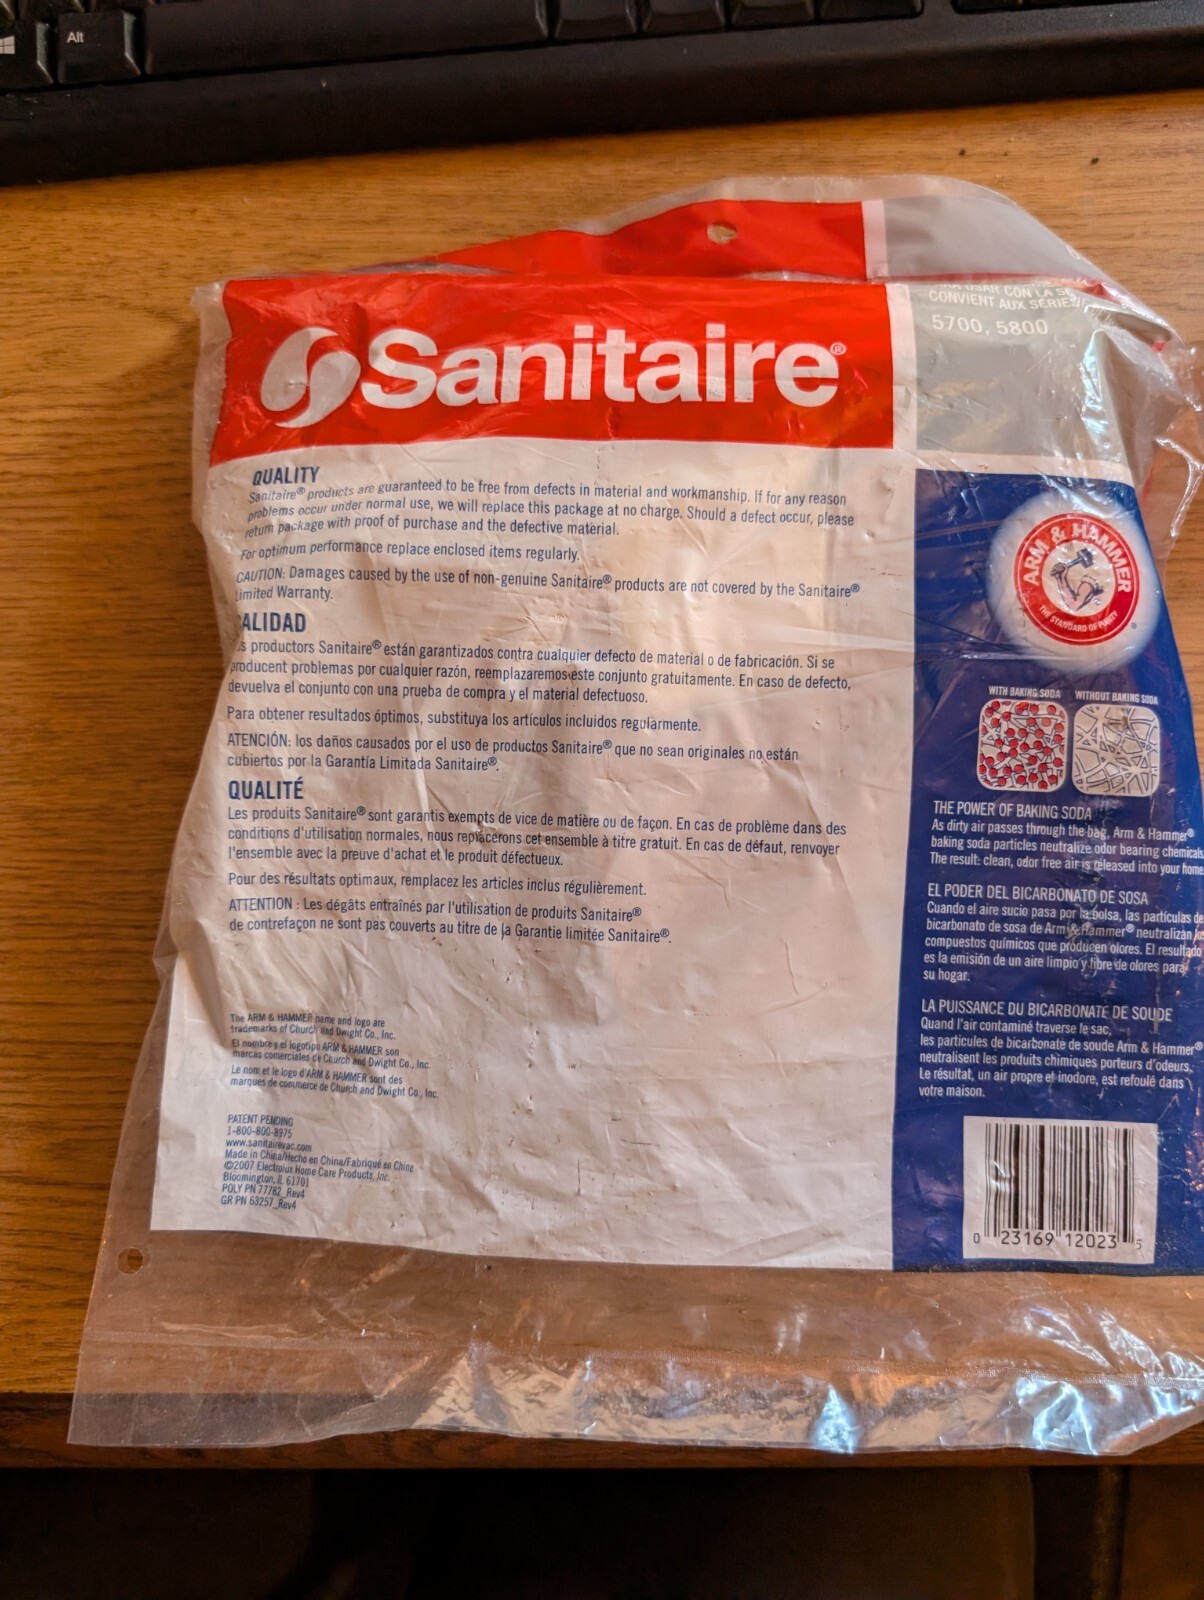 Alt
CONVIENT AUX SÉRIES
5700, 5800
Sanitaire®
QUALITY
Sanitaire® products are guaranteed to be free from defects in material and workmanship. If for any reason
problems occur under normal use, we will replace this package at no charge. Should a defect occur, please
return package with proof of purchase and the defective material.
For optimum performance replace enclosed items regularly.
CAUTION: Damages caused by the use of non-genuine Sanitaire® products are not covered by the Sanitaire®
Limited Warranty.
ALIDAD
s productors Sanitaire® están garantizados contra cualquier defecto de material o de fabricación. Si se
producent problemas por cualquier razón, reemplazaremos este conjunto gratuitamente. En caso de defecto,
devuelva el conjunto con una prueba de compra y el material defectuoso.
Para obtener resultados óptimos, substituya los artículos incluidos regularmente.
ATENCIÓN: los daños causados por el uso de productos Sanitaire® que no sean originales no están
cubiertos por la Garantía Limitada Sanitaire®.
QUALITÉ
Les produits Sanitaire® sont garantis exempts de vice de matière ou de façon. En cas de problème dans des
conditions d'utilisation normales, nous replacerons cet ensemble à titre gratuit. En cas de défaut, renvoyer
l'ensemble avec la preuve d'achat et le produit défectueux.
Pour des résultats optimaux, remplacez les articles inclus régulièrement.
ATTENTION : Les dégâts entraînés par l'utilisation de produits Sanitaire®
de contrefaçon ne sont pas couverts au titre de la Garantie limitée Sanitaire®.
The ARM & HAMMER name and logo are
trademarks of Church and Dwight Co., Inc.
El nombre y el logotipo ARM & HAMMER son
marcas comerciales de Church and Dwight Co., Inc.
Le nom et le logo d'ARM & HAMMER sont des
marques de commerce de Church and Dwight Co., Inc.
PATENT PENDING
1-800-800-8975
www.sanitairevac.com
Made in China/Hecho en China/Fabriqué en Chine
©2007 Electrolux Home Care Products, Inc.
Bloomington, IL 61701
POLY PN 77782_Rev4
GR PN 63257_Rev4
ARM & HAMMER
THE STANDARD OF PURITY
WITH BAKING SODA WITHOUT BAKING SODA
THE POWER OF BAKING SODA
As dirty air passes through the bag, Arm & Hammer®
baking soda particles neutralize odor bearing chemicals
The result: clean, odor free air is released into your home
EL PODER DEL BICARBONATO DE SOSA
Cuando el aire sucio pasa por la bolsa, las partículas de
bicarbonato de sosa de Arm & Hammer® neutralizan los
compuestos químicos que producen olores. El resultado
es la emisión de un aire limpio y libre de olores para
su hogar.
LA PUISSANCE DU BICARBONATE DE SOUDE
Quand l'air contaminé traverse le sac,
les particules de bicarbonate de soude Arm & Hammer®
neutralisent les produits chimiques porteurs d'odeurs.
Le résultat, un air propre et inodore, est refoulé dans
votre maison.
0 23169 12023 5